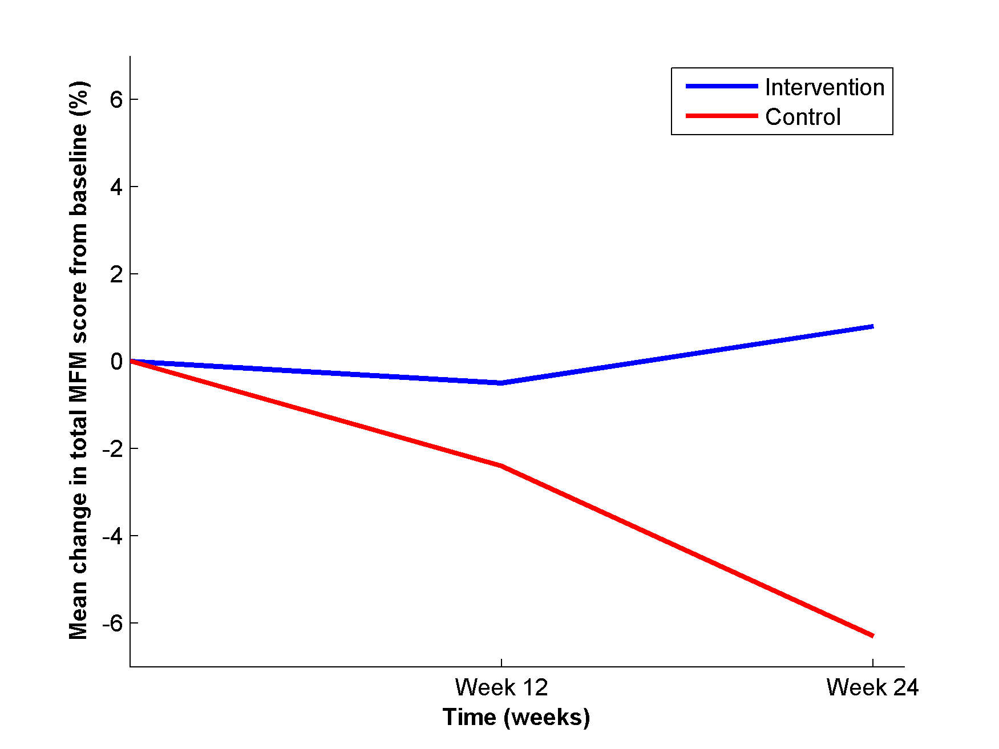 Mean change in total MFM score from baseline (%)
6
4
2
0
-2
-4
-6
Intervention
Control
Week 12
Week 24
Time (weeks)